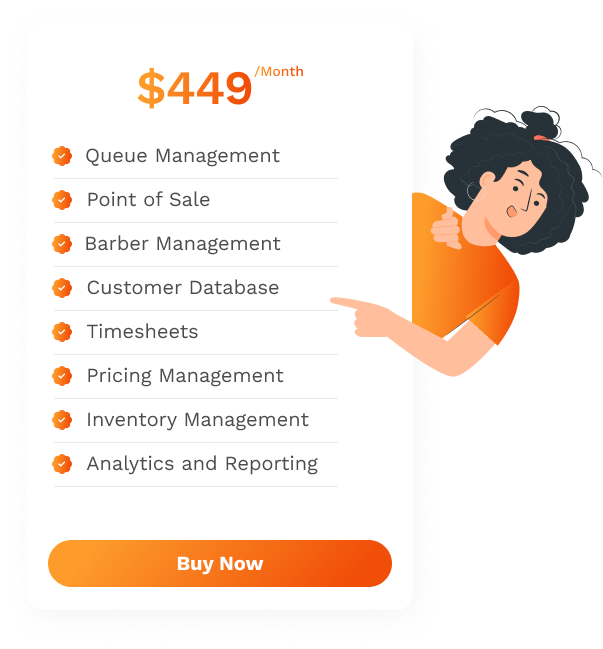 $449 /Month
Queue Management
Point of Sale
Barber Management
Customer Database
Timesheets
Pricing Management
Inventory Management
Analytics and Reporting
Buy Now